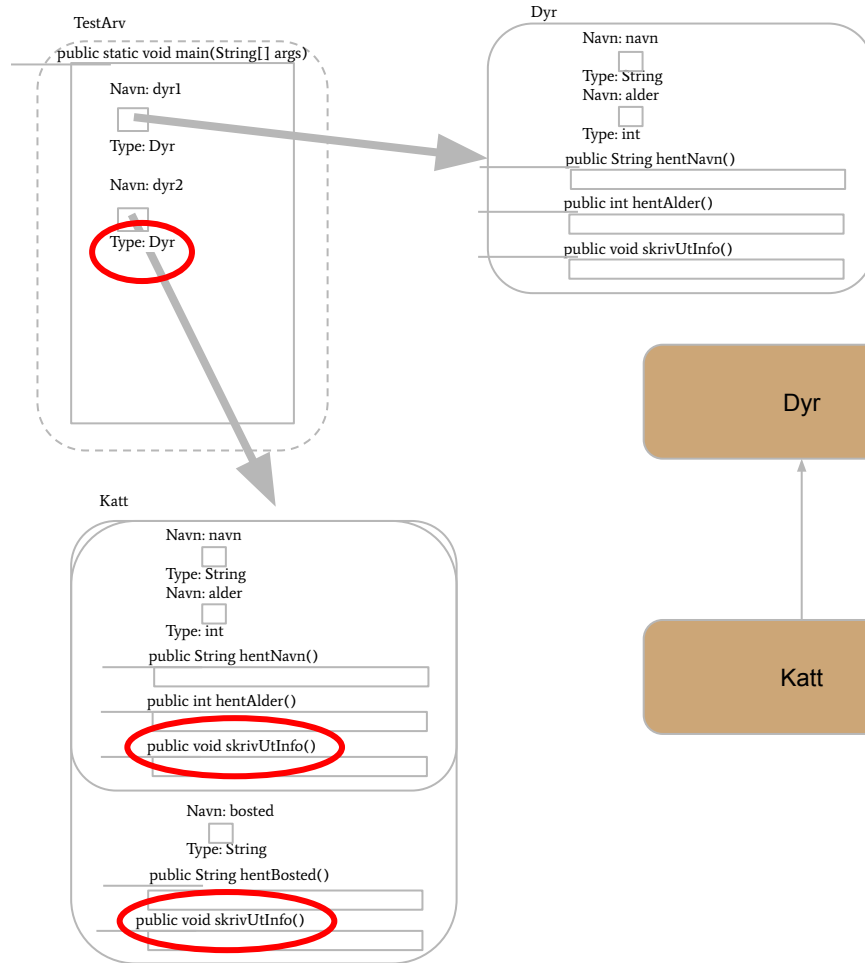 TestArv
public static void main(String[] args)
Navn: dyr1
Type: Dyr
Navn: dyr2
Type: Dyr
Dyr
Navn: navn
Type: String
Navn: alder
Type: int
public String hentNavn()
public int hentAlder()
public void skrivUtInfo()
Dyr
Katt
Katt
Navn: navn
Type: String
Navn: alder
Type: int
public String hentNavn()
public int hentAlder()
public void skrivUtInfo()
Navn: bosted
Type: String
public String hentBosted()
public void skrivUtInfo()